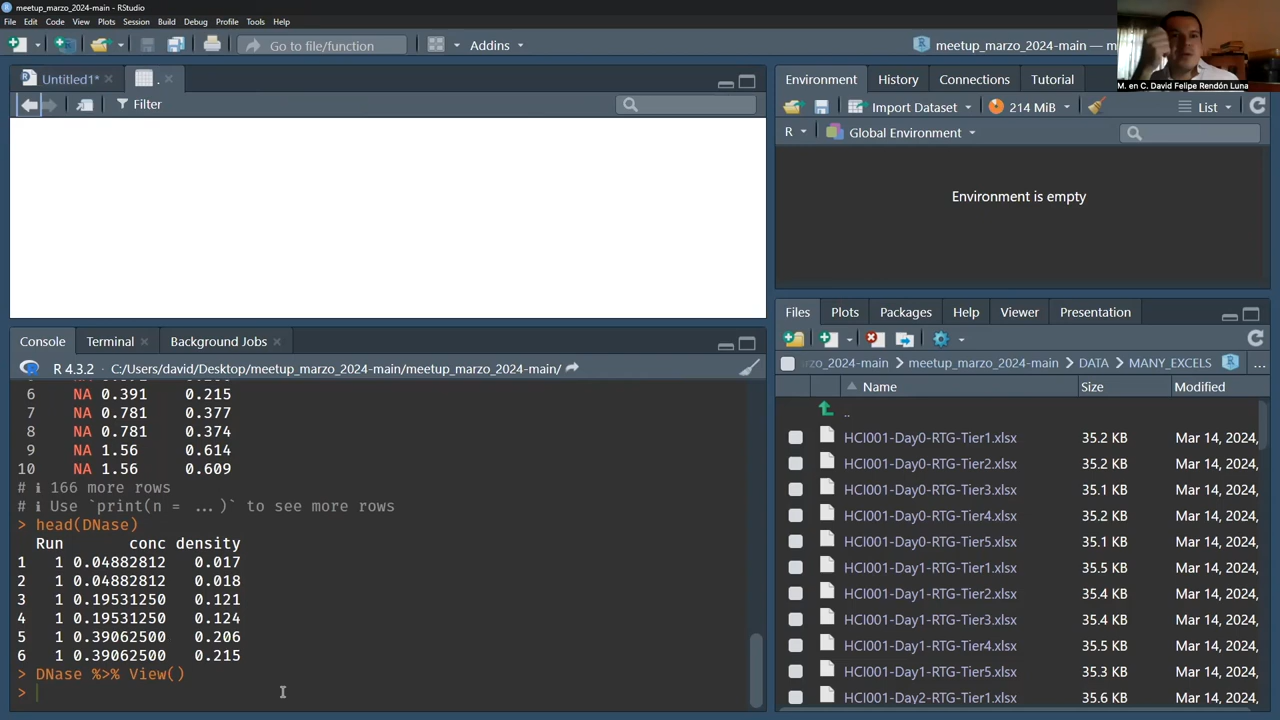 meetup_marzo_2024-main - RStudio
File Edit Code View Plots Session Build Debug Profile Tools Help
Go to file/function
Addins
meetup_marzo_2024-main —
M. en C. David Felipe Rendón Luna
Untitled1*
.
Filter
Environment History Connections Tutorial
Import Dataset
214 MiB
List
R
Global Environment
Environment is empty
Console Terminal Background Jobs
R 4.3.2 · C:/Users/david/Desktop/meetup_marzo_2024-main/meetup_marzo_2024-main/
6 NA 0.391 0.215
7 NA 0.781 0.377
8 NA 0.781 0.374
9 NA 1.56 0.614
10 NA 1.56 0.609
# ℹ 166 more rows
# ℹ Use `print(n = ...)` to see more rows
> head(DNase)
Run conc density
1 1 0.04882812 0.017
2 1 0.04882812 0.018
3 1 0.19531250 0.121
4 1 0.19531250 0.124
5 1 0.39062500 0.206
6 1 0.39062500 0.215
> DNase %>% View()
>
Files Plots Packages Help Viewer Presentation
rzo_2024-main > meetup_marzo_2024-main > DATA > MANY_EXCELS
...
Name Size Modified
..
HCI001-Day0-RTG-Tier1.xlsx 35.2 KB Mar 14, 2024,
HCI001-Day0-RTG-Tier2.xlsx 35.2 KB Mar 14, 2024,
HCI001-Day0-RTG-Tier3.xlsx 35.1 KB Mar 14, 2024,
HCI001-Day0-RTG-Tier4.xlsx 35.2 KB Mar 14, 2024,
HCI001-Day0-RTG-Tier5.xlsx 35.1 KB Mar 14, 2024,
HCI001-Day1-RTG-Tier1.xlsx 35.5 KB Mar 14, 2024,
HCI001-Day1-RTG-Tier2.xlsx 35.4 KB Mar 14, 2024,
HCI001-Day1-RTG-Tier3.xlsx 35.4 KB Mar 14, 2024,
HCI001-Day1-RTG-Tier4.xlsx 35.4 KB Mar 14, 2024,
HCI001-Day1-RTG-Tier5.xlsx 35.3 KB Mar 14, 2024,
HCI001-Day2-RTG-Tier1.xlsx 35.6 KB Mar 14, 2024,